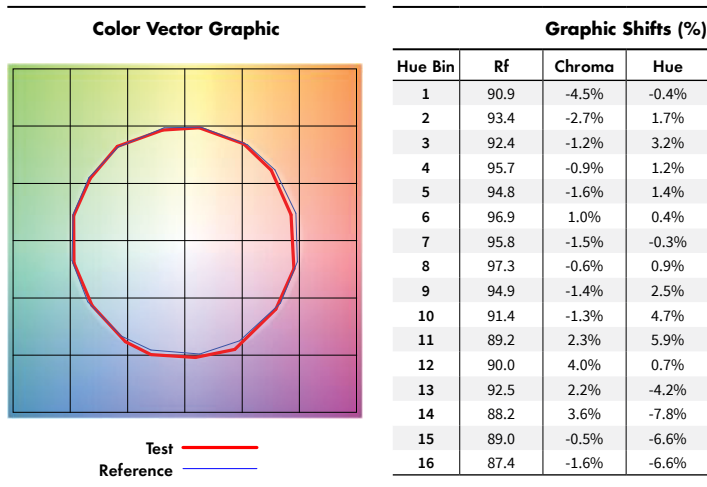 Color Vector Graphic
Test
Reference
Graphic Shifts (%)
Hue Bin Rf Chroma Hue
1 90.9 -4.5% -0.4%
2 93.4 -2.7% 1.7%
3 92.4 -1.2% 3.2%
4 95.7 -0.9% 1.2%
5 94.8 -1.6% 1.4%
6 96.9 1.0% 0.4%
7 95.8 -1.5% -0.3%
8 97.3 -0.6% 0.9%
9 94.9 -1.4% 2.5%
10 91.4 -1.3% 4.7%
11 89.2 2.3% 5.9%
12 90.0 4.0% 0.7%
13 92.5 2.2% -4.2%
14 88.2 3.6% -7.8%
15 89.0 -0.5% -6.6%
16 87.4 -1.6% -6.6%